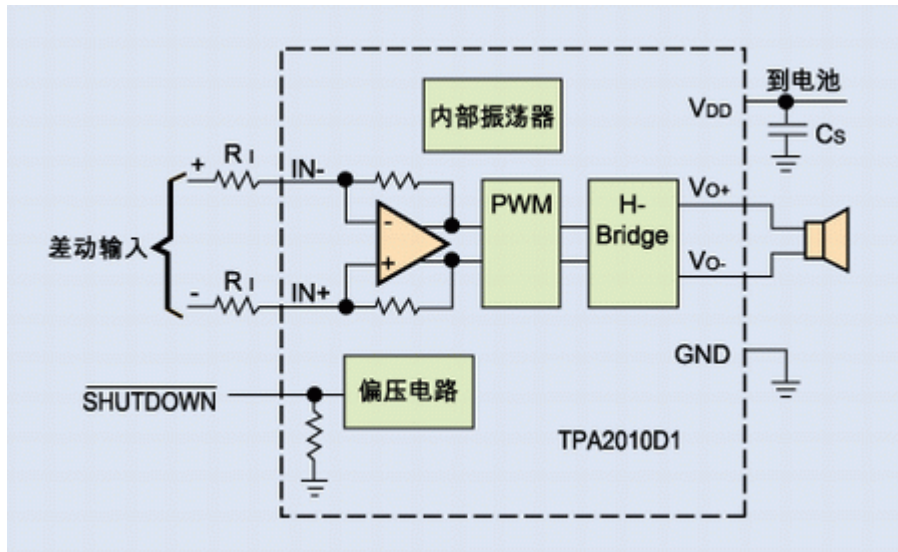 到电池
内部振荡器
VDD
CS
+
RI
IN-
PWM
H-
Bridge
VO+
差动输入
-
+
VO-
-
RI
IN+
GND
SHUTDOWN
偏压电路
TPA2010D1